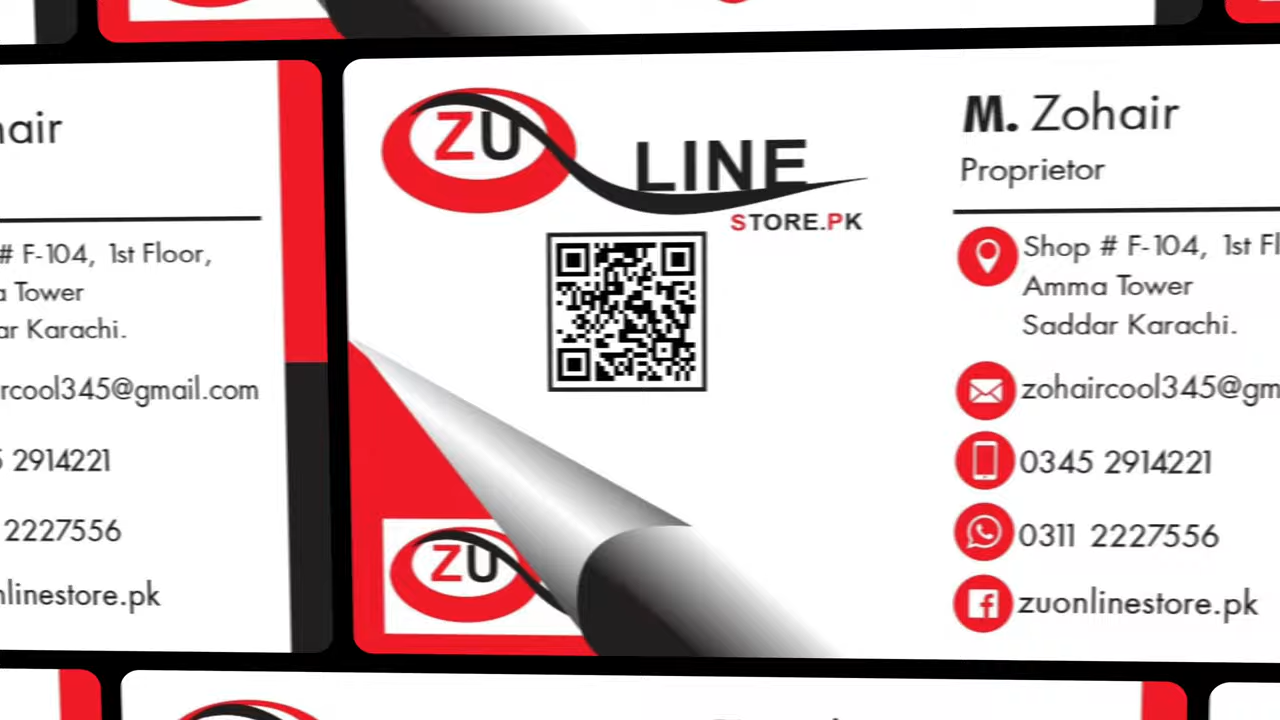 hair
# F-104, 1st Floor,
Tower
Karachi.
rcool345@gmail.com
2914221
2227556
nlinestore.pk
ZU LINE
STORE.PK
ZU
M. Zohair
Proprietor
Shop # F-104, 1st Fl
Amma Tower
Saddar Karachi.
zohaircool345@gm
0345 2914221
0311 2227556
zuonlinestore.pk